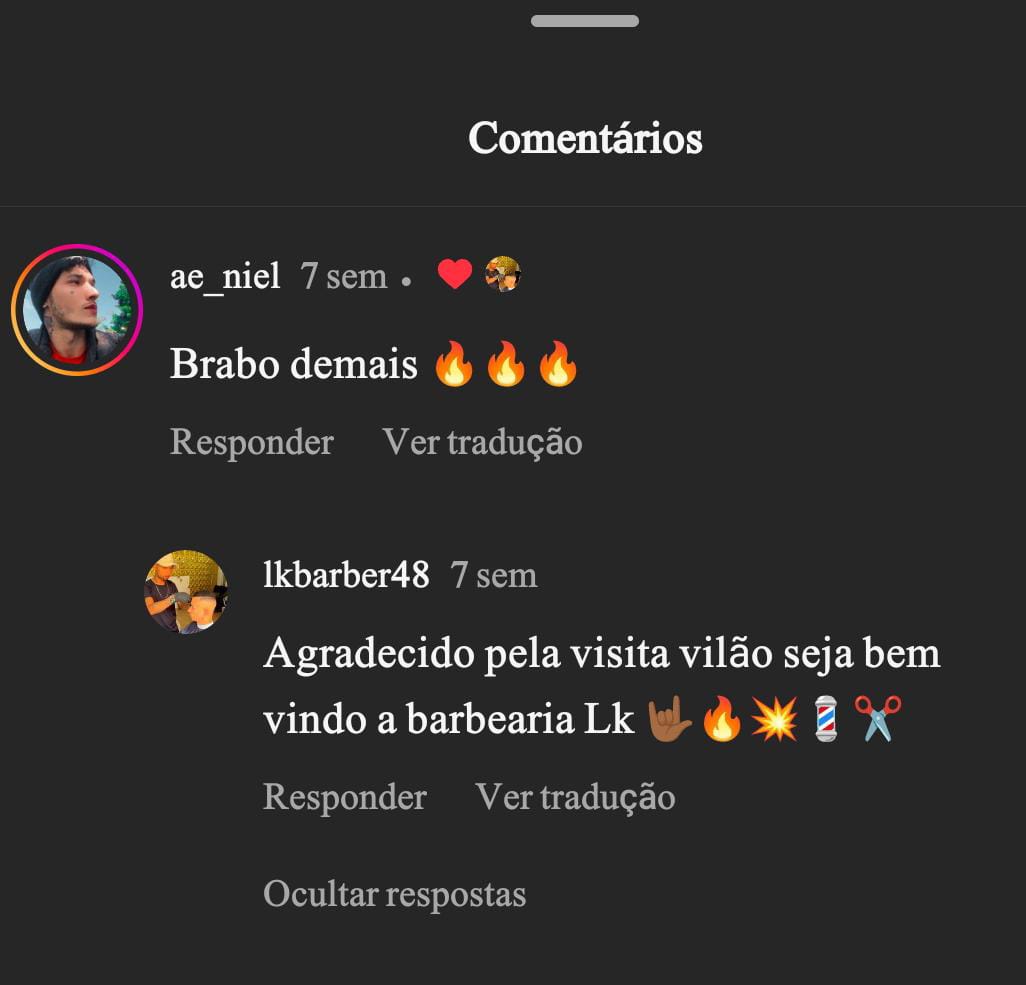 Comentários
ae_niel 7 sem • ❤️
Brabo demais 🔥🔥🔥
Responder Ver tradução
lkbarber48 7 sem
Agradecido pela visita vilão seja bem
vindo a barbearia Lk 🤟🏾🔥💥💈✂️
Responder Ver tradução
Ocultar respostas